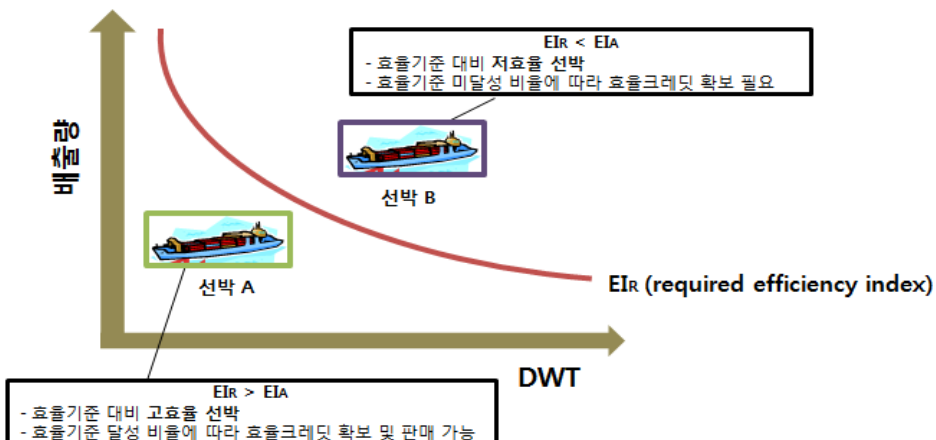 EIR < EIA
- 효율기준 대비 저효율 선박
- 효율기준 미달성 비율에 따라 효율크레딧 확보 필요
배출량
선박 B
선박 A
EIR (required efficiency index)
DWT
EIR > EIA
- 효율기준 대비 고효율 선박
- 효율기준 달성 비율에 따라 효율크레딧 확보 및 판매 가능